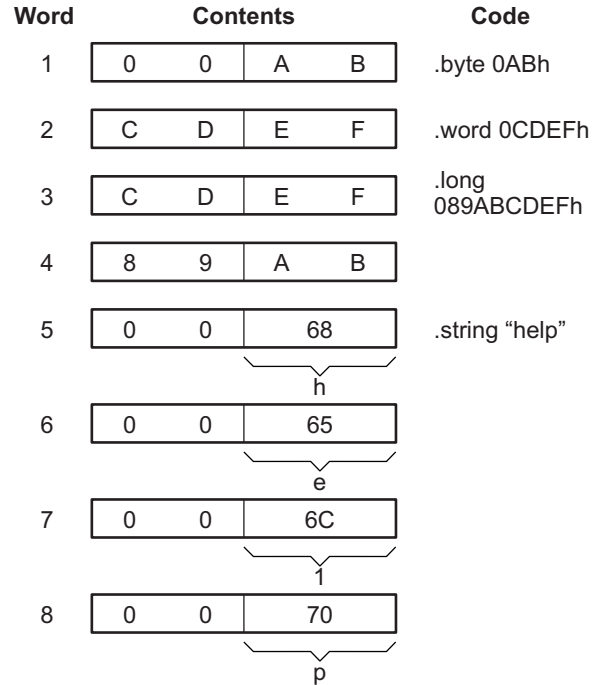 Word Contents Code
1 0 0 A B .byte 0ABh
2 C D E F .word 0CDEFh
3 C D E F .long
089ABCDEFh
4 8 9 A B
5 0 0 68 .string “help”
h
6 0 0 65
e
7 0 0 6C
1
8 0 0 70
p